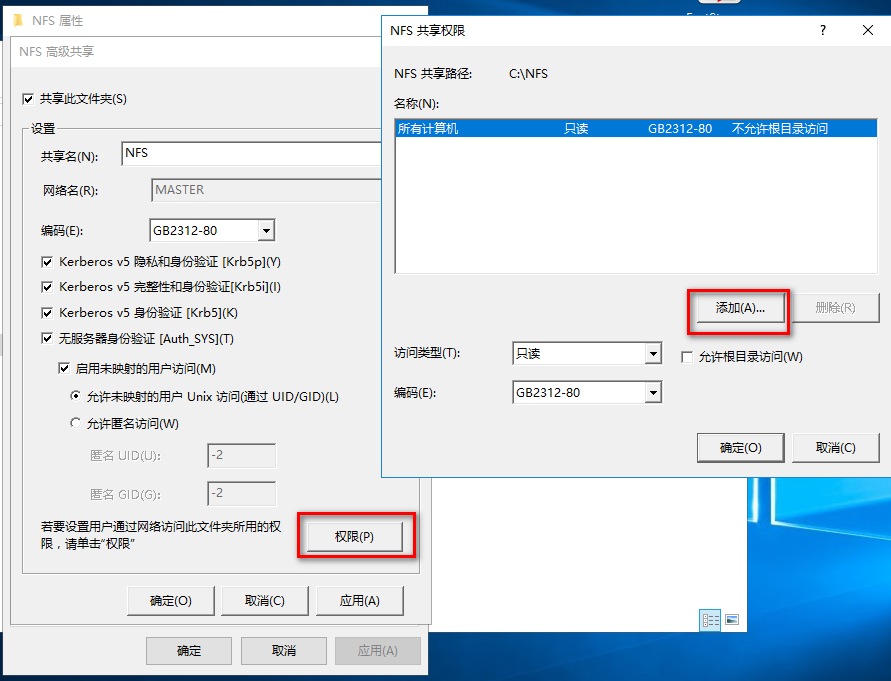 NFS 属性
NFS 高级共享
共享此文件夹(S)
设置
共享名(N):
NFS
网络名(R):
MASTER
编码(E):
GB2312-80
Kerberos v5 隐私和身份验证 [Krb5p](Y)
Kerberos v5 完整性和身份验证[Krb5i](I)
Kerberos v5 身份验证 [Krb5](K)
无服务器身份验证 [Auth_SYS](T)
启用未映射的用户访问(M)
允许未映射的用户 Unix 访问(通过 UID/GID)(L)
允许匿名访问(W)
匿名 UID(U):
-2
匿名 GID(G):
-2
若要设置用户通过网络访问此文件夹所用的权
限，请单击“权限”
权限(P)
确定(O)
取消(C)
应用(A)
确定
取消
应用(A)
NFS 共享权限
?
NFS 共享路径:
C:\NFS
名称(N):
所有计算机 只读 GB2312-80 不允许根目录访问
添加(A)...
删除(R)
访问类型(T):
只读
允许根目录访问(W)
编码(E):
GB2312-80
确定(O)
取消(C)